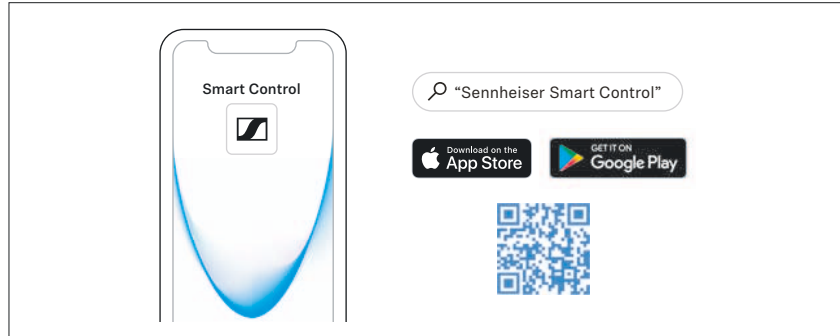 Smart Control
“Sennheiser Smart Control”
Download on the
App Store
GET IT ON
Google Play